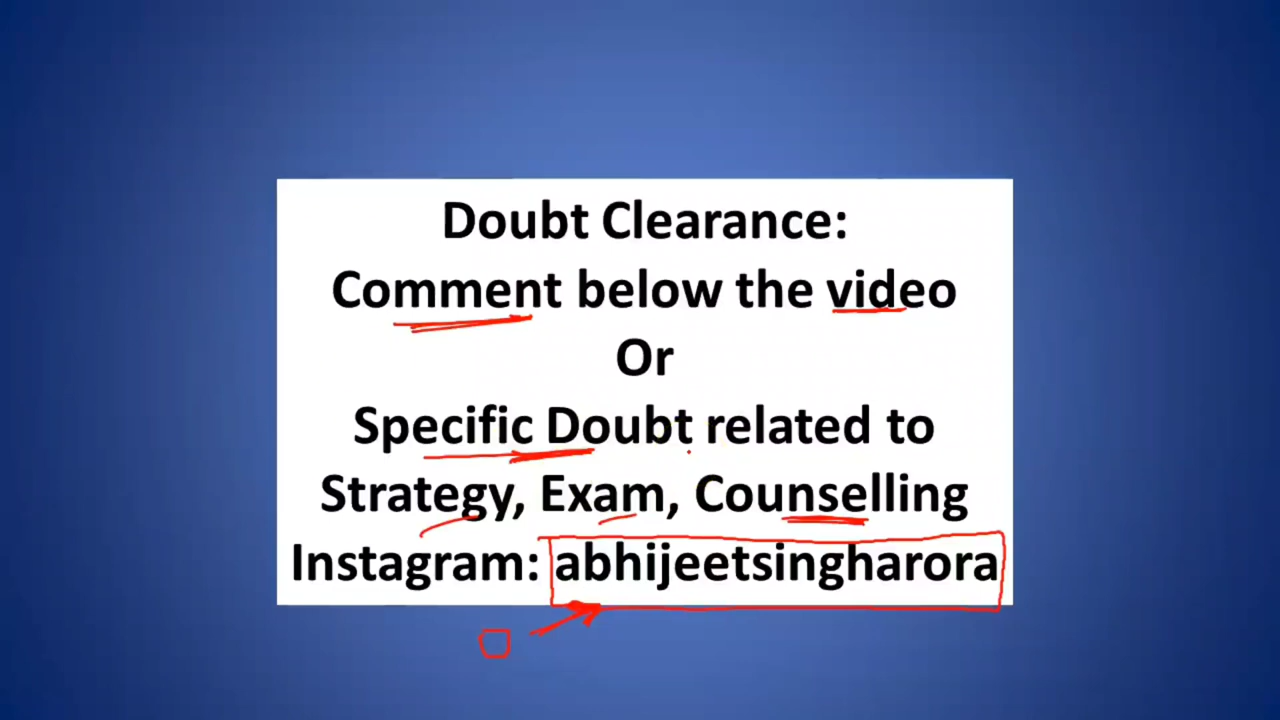 Doubt Clearance:
Comment below the video
Or
Specific Doubt related to
Strategy, Exam, Counselling
Instagram: abhijeetsingharora